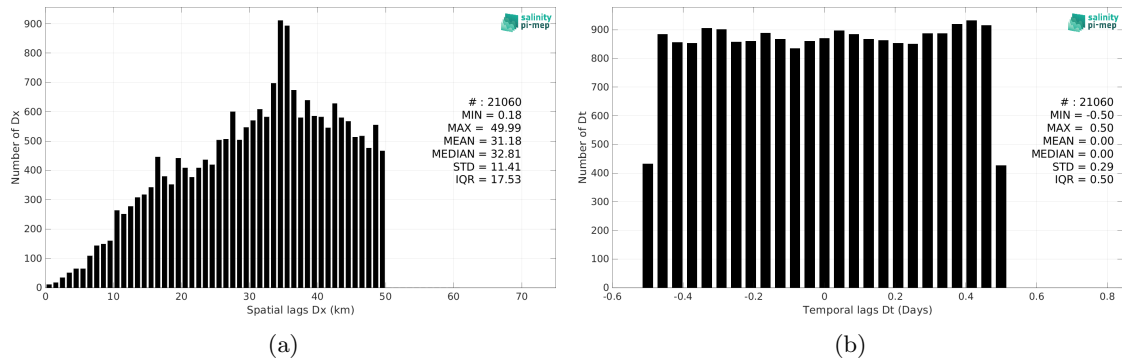 salinity
pi-mep
900
800
700
600
500
400
300
200
100
0
Number of Dx
# : 21060
MIN = 0.18
MAX = 49.99
MEAN = 31.18
MEDIAN = 32.81
STD = 11.41
IQR = 17.53
0 10 20 30 40 50 60 70
Spatial lags Dx (km)
(a)
salinity
pi-mep
900
800
700
600
500
400
300
200
100
0
Number of Dt
# : 21060
MIN = -0.50
MAX = 0.50
MEAN = 0.00
MEDIAN = 0.00
STD = 0.29
IQR = 0.50
-0.6 -0.4 -0.2 0 0.2 0.4 0.6 0.8
Temporal lags Dt (Days)
(b)